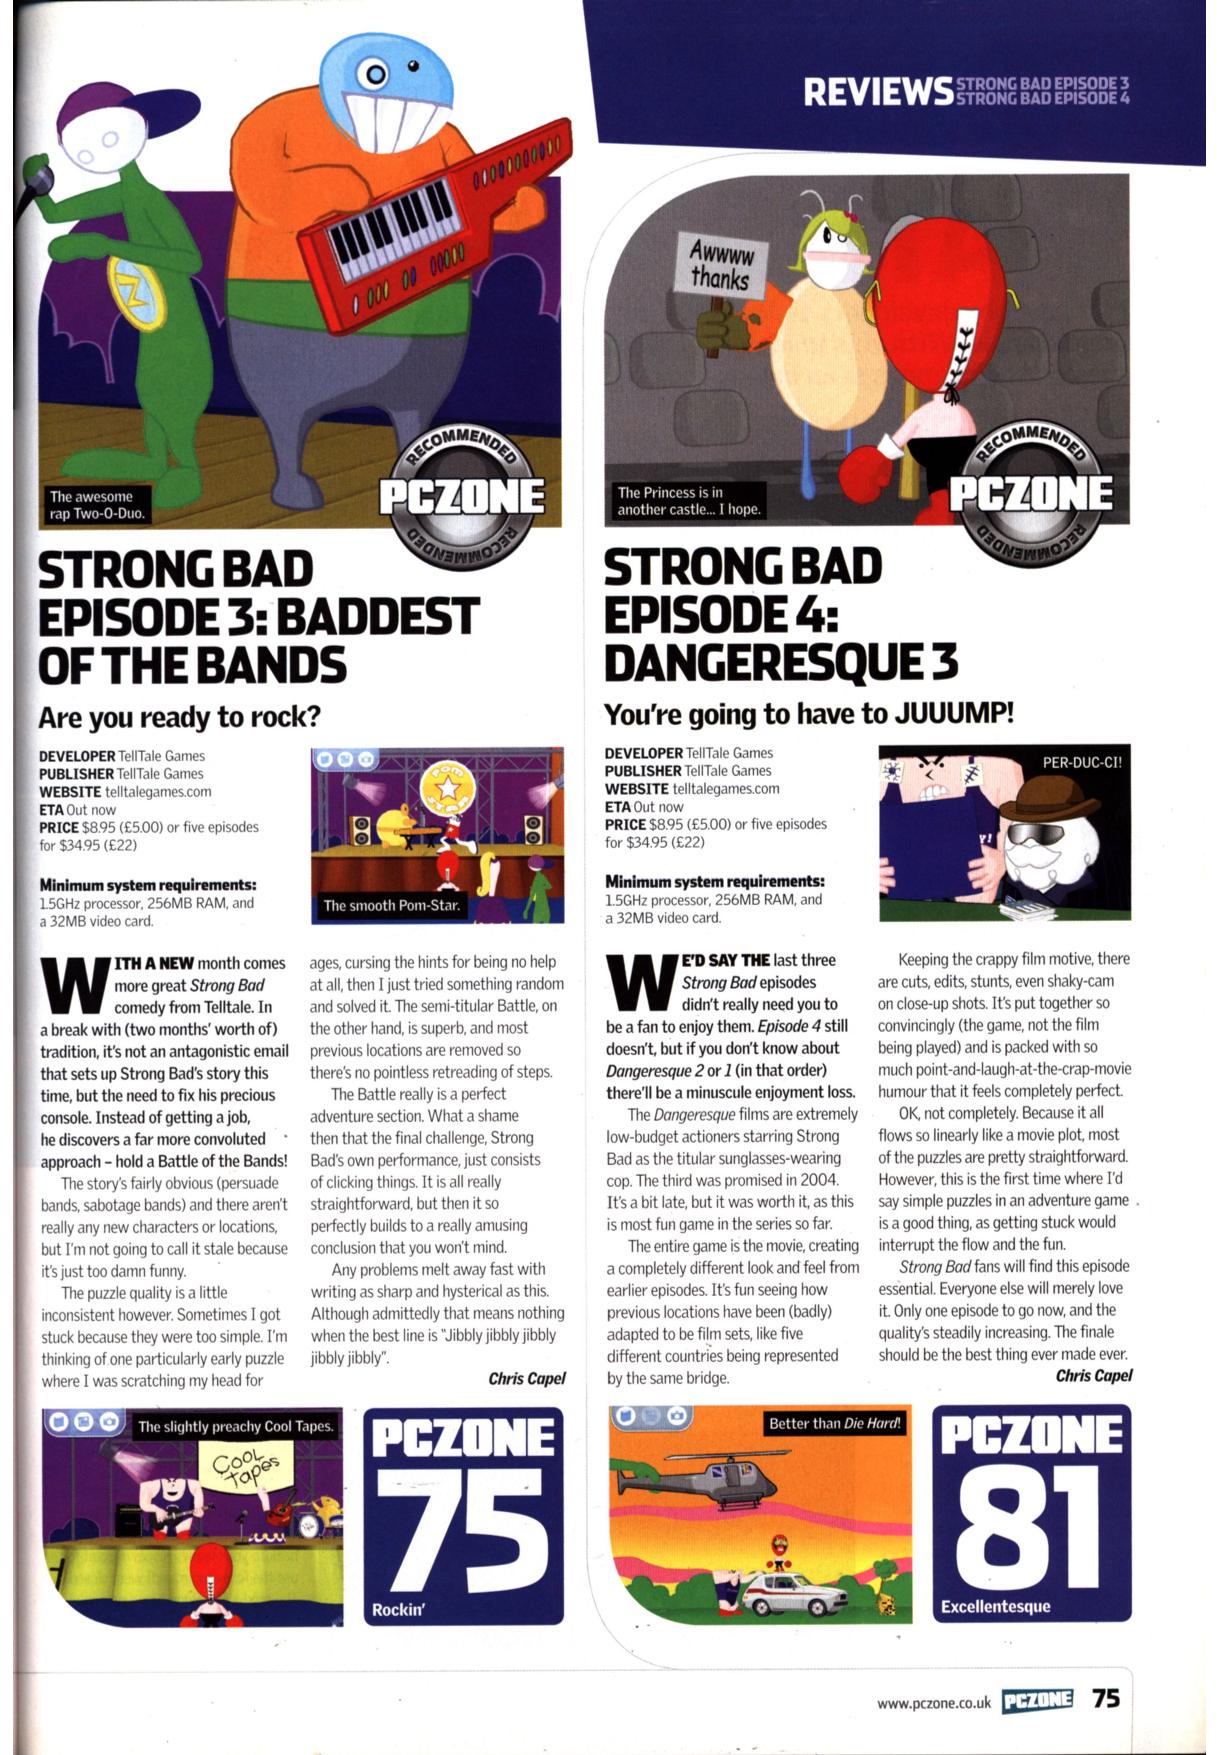 REVIEWS STRONG BAD EPISODE 3
STRONG BAD EPISODE 4
M
The awesome
rap Two-O-Duo.
RECOMMENDED
PCZONE
RECOMMENDED
STRONG BAD
EPISODE 3: BADDEST
OF THE BANDS
Are you ready to rock?
DEVELOPER TellTale Games
PUBLISHER TellTale Games
WEBSITE telltalegames.com
ETA Out now
PRICE $8.95 (£5.00) or five episodes
for $34.95 (£22)
Minimum system requirements:
1.5GHz processor, 256MB RAM, and
a 32MB video card.
POM
STAR
The smooth Pom-Star.
WITH A NEW month comes
more great Strong Bad
comedy from Telltale. In
a break with (two months' worth of)
tradition, it's not an antagonistic email
that sets up Strong Bad's story this
time, but the need to fix his precious
console. Instead of getting a job,
he discovers a far more convoluted
approach – hold a Battle of the Bands!
The story's fairly obvious (persuade
bands, sabotage bands) and there aren't
really any new characters or locations,
but I'm not going to call it stale because
it's just too damn funny.
The puzzle quality is a little
inconsistent however. Sometimes I got
stuck because they were too simple. I'm
thinking of one particularly early puzzle
where I was scratching my head for
ages, cursing the hints for being no help
at all, then I just tried something random
and solved it. The semi-titular Battle, on
the other hand, is superb, and most
previous locations are removed so
there's no pointless retreading of steps.
The Battle really is a perfect
adventure section. What a shame
then that the final challenge, Strong
Bad's own performance, just consists
of clicking things. It is all really
straightforward, but then it so
perfectly builds to a really amusing
conclusion that you won't mind.
Any problems melt away fast with
writing as sharp and hysterical as this.
Although admittedly that means nothing
when the best line is "Jibbly jibbly jibbly
jibbly jibbly".
Chris Capel
The slightly preachy Cool Tapes.
COOL
Tapes
PCZONE
75
Rockin'
Awwww
thanks
The Princess is in
another castle... I hope.
RECOMMENDED
PCZONE
RECOMMENDED
STRONG BAD
EPISODE 4:
DANGERESQUE 3
You're going to have to JUUUMP!
DEVELOPER TellTale Games
PUBLISHER TellTale Games
WEBSITE telltalegames.com
ETA Out now
PRICE $8.95 (£5.00) or five episodes
for $34.95 (£22)
Minimum system requirements:
1.5GHz processor, 256MB RAM, and
a 32MB video card.
PER-DUC-CI!
WE'D SAY THE last three
Strong Bad episodes
didn't really need you to
be a fan to enjoy them. Episode 4 still
doesn't, but if you don't know about
Dangeresque 2 or 1 (in that order)
there'll be a minuscule enjoyment loss.
The Dangeresque films are extremely
low-budget actioners starring Strong
Bad as the titular sunglasses-wearing
cop. The third was promised in 2004.
It's a bit late, but it was worth it, as this
is most fun game in the series so far.
The entire game is the movie, creating
a completely different look and feel from
earlier episodes. It's fun seeing how
previous locations have been (badly)
adapted to be film sets, like five
different countries being represented
by the same bridge.
Keeping the crappy film motive, there
are cuts, edits, stunts, even shaky-cam
on close-up shots. It's put together so
convincingly (the game, not the film
being played) and is packed with so
much point-and-laugh-at-the-crap-movie
humour that it feels completely perfect.
OK, not completely. Because it all
flows so linearly like a movie plot, most
of the puzzles are pretty straightforward.
However, this is the first time where I'd
say simple puzzles in an adventure game
is a good thing, as getting stuck would
interrupt the flow and the fun.
Strong Bad fans will find this episode
essential. Everyone else will merely love
it. Only one episode to go now, and the
quality's steadily increasing. The finale
should be the best thing ever made ever.
Chris Capel
Better than Die Hard!
PCZONE
81
Excellentesque
www.pczone.co.uk PCZONE 75